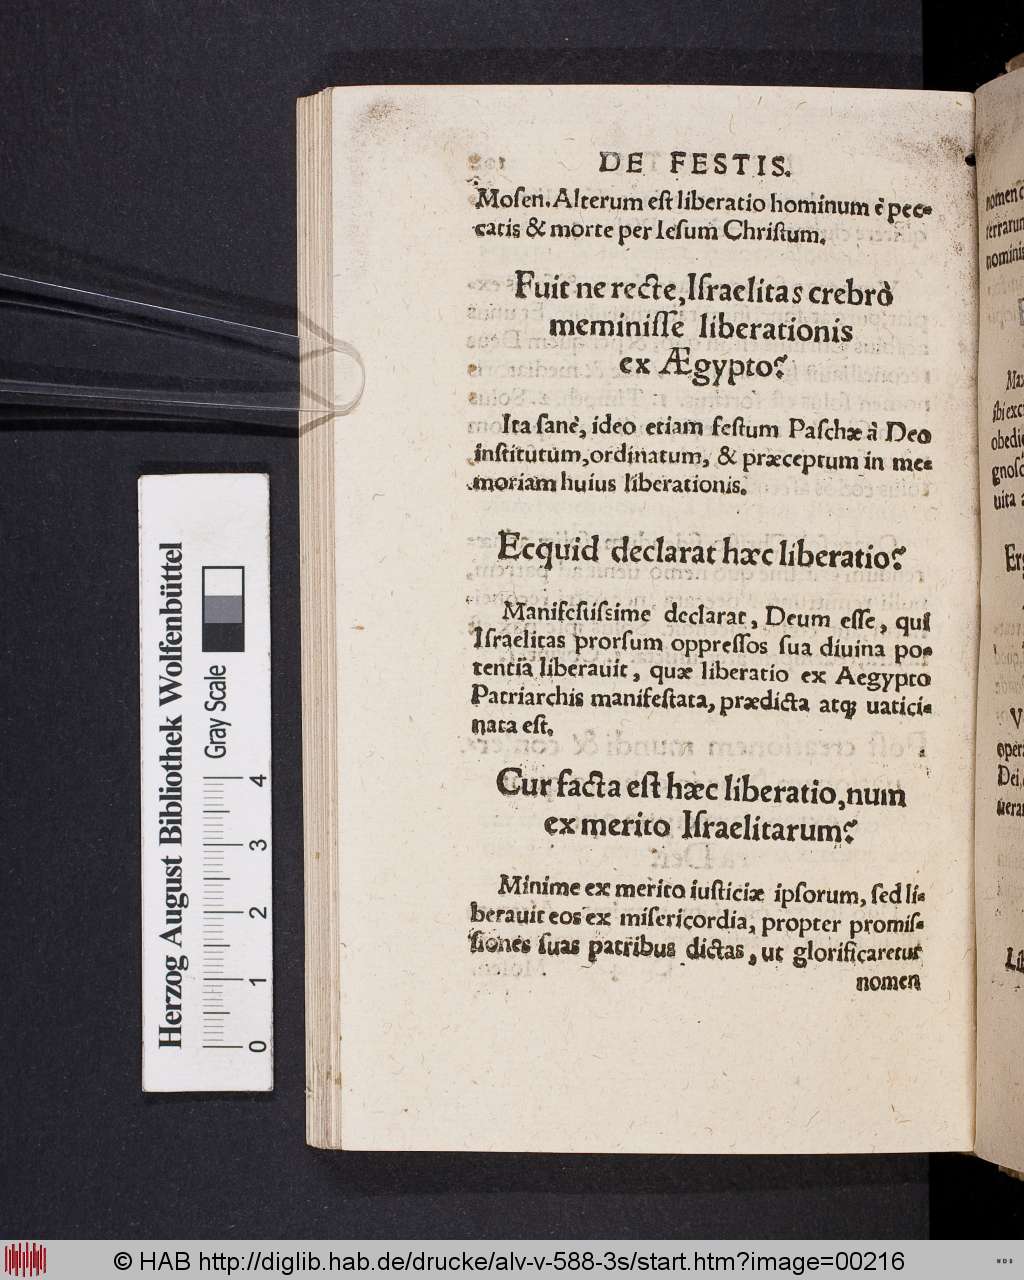 DE FESTIS.
Moſen. Alterum eſt liberatio hominum è pec-
catis & morte per Ieſum Chriſtum.
Fuit ne recte, Iſraelitas crebrò
meminiſſe liberationis
ex Ægypto?
Ita ſanè, ideo etiam feſtum Paſchæ à Deo
inſtitutum, ordinatum, & præceptum in me-
moriam huius liberationis.
Ecquid declarat hæc liberatio?
Manifeſtiſsime declarat, Deum eſſe, qui
Iſraelitas prorſum oppreſſos ſua diuina po-
tentia liberauit, quæ liberatio ex Aegypto
Patriarchis manifeſtata, prædicta atq; uatici-
nata eſt.
Cur facta eſt hæc liberatio, num
ex merito Iſraelitarum?
Minime ex merito iuſticiæ ipſorum, ſed li-
berauit eos ex miſericordia, propter promiſ-
ſiones ſuas patribus dictas, ut glorificaretur
nomen
Herzog August Bibliothek Wolfenbüttel
Gray Scale
0 1 2 3 4
© HAB http://diglib.hab.de/drucke/alv-v-588-3s/start.htm?image=00216